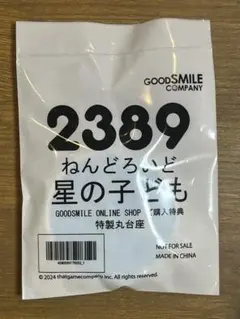 GOODSMILE
COMPANY
2389
ねんどろいど
星の子ども
GOODSMILE ONLINE SHOP ご購入特典
特製丸台座
NOT FOR SALE
MADE IN CHINA
© 2024 thatgamecompany Inc. All rights reserved.